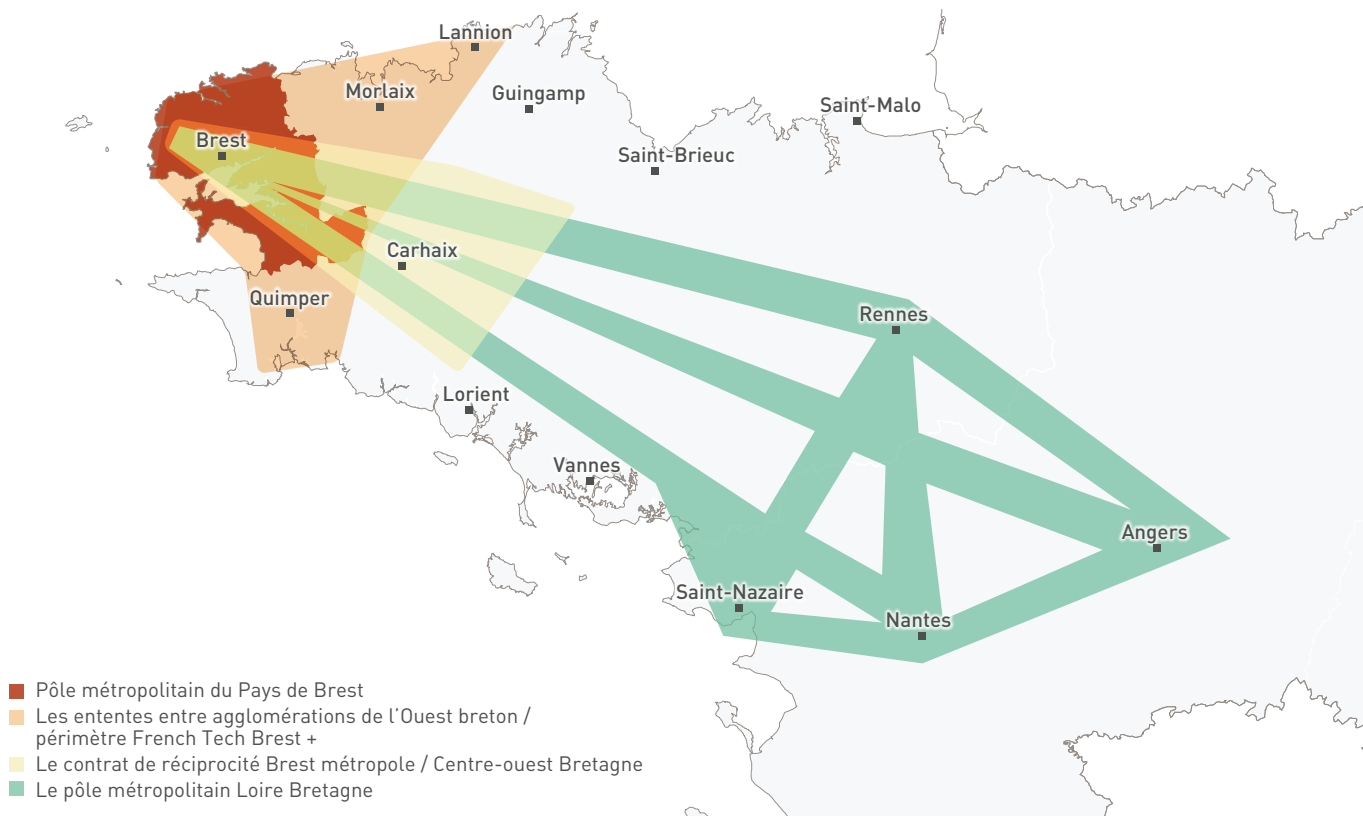 Lannion
Morlaix
Guingamp
Saint-Malo
Brest
Saint-Brieuc
Carhaix
Quimper
Rennes
Lorient
Vannes
Angers
Saint-Nazaire
Nantes
Pôle métropolitain du Pays de Brest
Les ententes entre agglomérations de l'Ouest breton /
périmètre French Tech Brest +
Le contrat de réciprocité Brest métropole / Centre-ouest Bretagne
Le pôle métropolitain Loire Bretagne